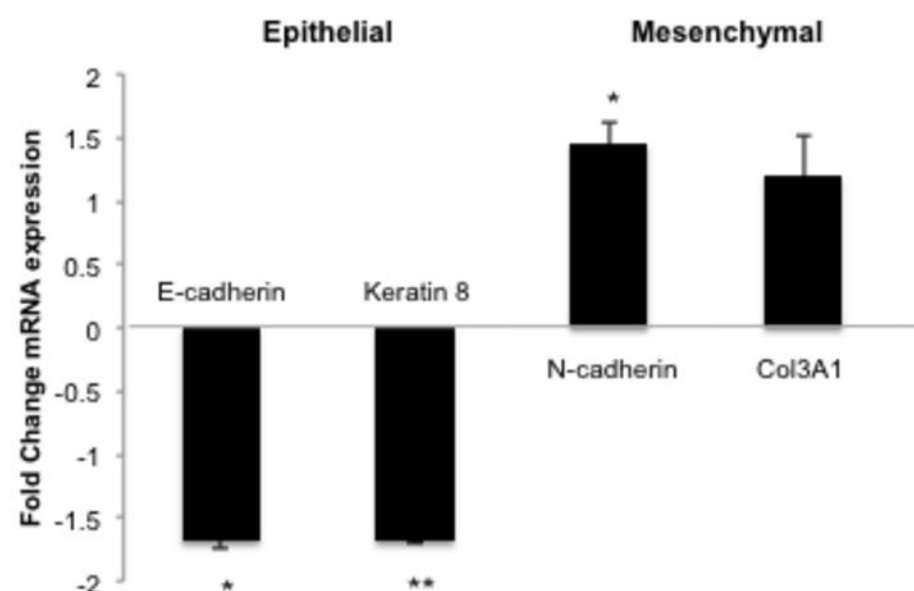 Epithelial Mesenchymal
Fold Change mRNA expression
2
*
1.5
1
0.5
E-cadherin Keratin 8
0
N-cadherin Col3A1
-0.5
-1
-1.5
-2
* **